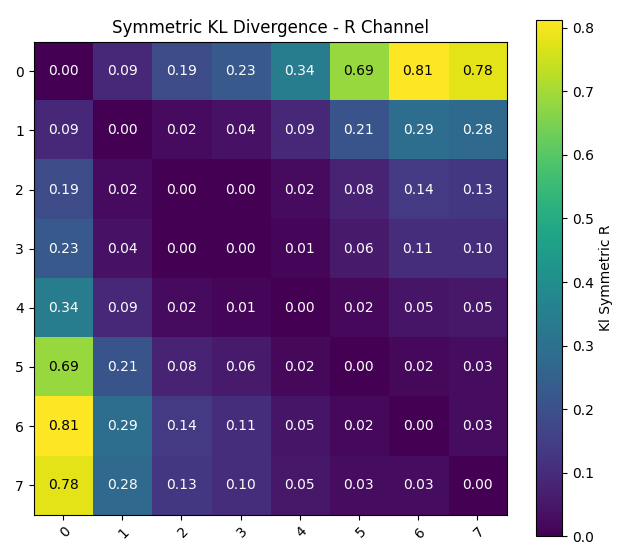 Symmetric KL Divergence - R Channel
0 0.00 0.09 0.19 0.23 0.34 0.69 0.81 0.78
1 0.09 0.00 0.02 0.04 0.09 0.21 0.29 0.28
2 0.19 0.02 0.00 0.00 0.02 0.08 0.14 0.13
3 0.23 0.04 0.00 0.00 0.01 0.06 0.11 0.10
4 0.34 0.09 0.02 0.01 0.00 0.02 0.05 0.05
5 0.69 0.21 0.08 0.06 0.02 0.00 0.02 0.03
6 0.81 0.29 0.14 0.11 0.05 0.02 0.00 0.03
7 0.78 0.28 0.13 0.10 0.05 0.03 0.03 0.00
0 1 2 3 4 5 6 7
0.8
0.7
0.6
0.5
0.4
0.3
0.2
0.1
0.0
Kl Symmetric R